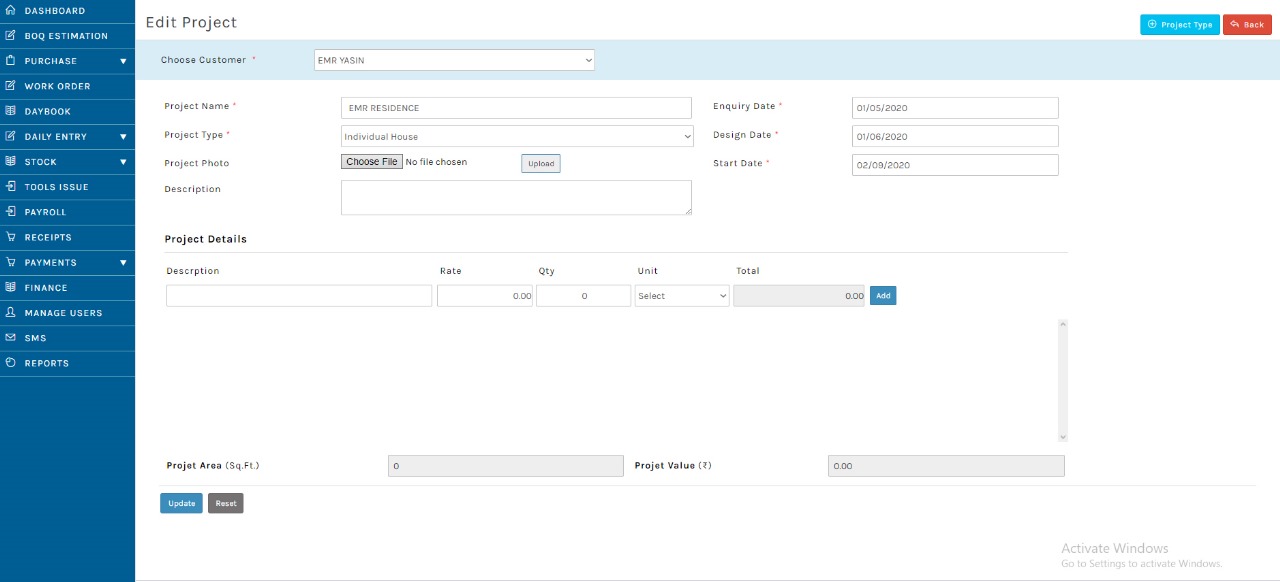 DASHBOARD
BOQ ESTIMATION
PURCHASE
WORK ORDER
DAYBOOK
DAILY ENTRY
STOCK
TOOLS ISSUE
PAYROLL
RECEIPTS
PAYMENTS
FINANCE
MANAGE USERS
SMS
REPORTS
Edit Project
Project Type
Back
Choose Customer * EMR YASIN
Project Name * EMR RESIDENCE
Enquiry Date * 01/05/2020
Project Type * Individual House
Design Date * 01/06/2020
Project Photo Choose File No file chosen Upload
Start Date * 02/09/2020
Description
Project Details
Descrption Rate Qty Unit Total
0.00 0 Select 0.00 Add
Projet Area (Sq.Ft.) 0 Projet Value (₹) 0.00
Update Reset
Activate Windows
Go to Settings to activate Windows.